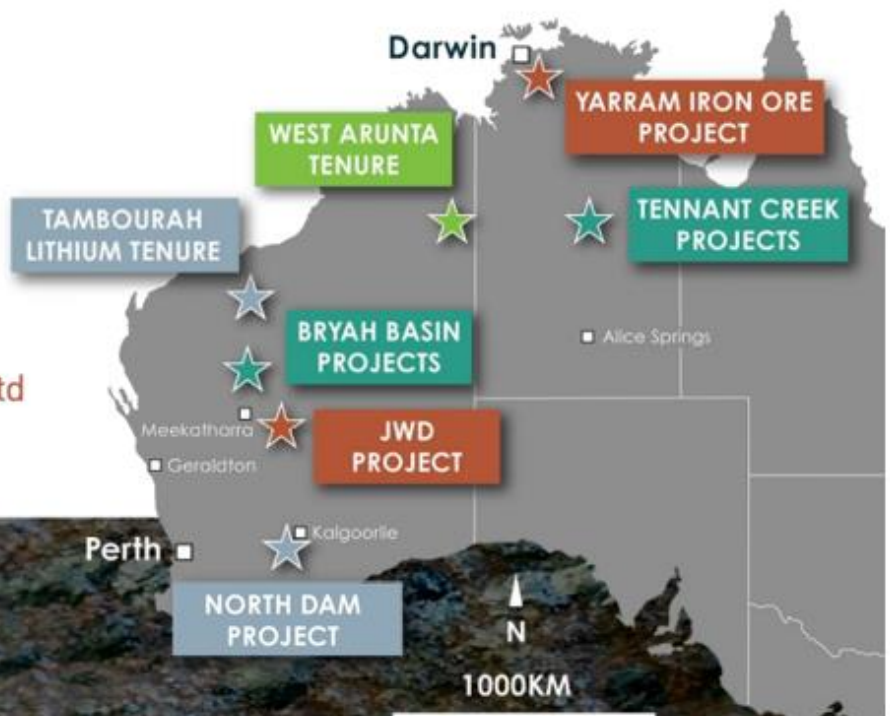 Darwin
YARRAM IRON ORE
PROJECT
WEST ARUNTA
TENURE
TAMBOURAH
LITHIUM TENURE
TENNANT CREEK
PROJECTS
BRYAH BASIN
PROJECTS
Alice Springs
td
Meekatharra
JWD
PROJECT
Geraldton
Kalgoorlie
Perth
NORTH DAM
PROJECT
N
1000KM